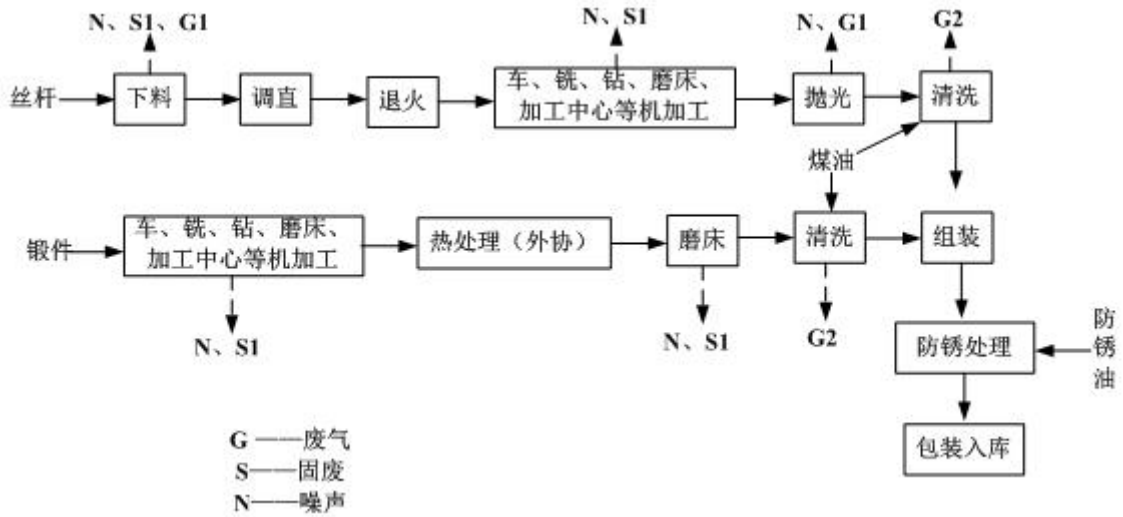 N、S1、G1
N、S1
N、G1
G2
丝杆
下料
调直
退火
车、铣、钻、磨床、
加工中心等机加工
抛光
清洗
煤油
锻件
车、铣、钻、磨床、
加工中心等机加工
热处理（外协）
磨床
清洗
组装
N、S1
N、S1
G2
防锈处理
防
锈
油
包装入库
G ——废气
S——固废
N——噪声